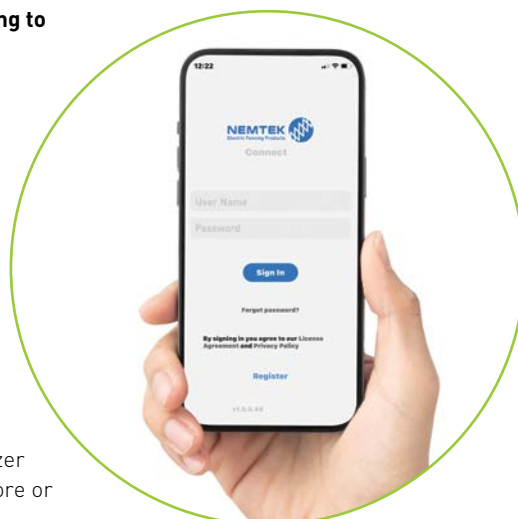 ng to
12:22
NEMTEK
Electric Fencing Products
Connect
User Name
Password
Sign In
Forgot password?
By signing in you agree to our License
Agreement and Privacy Policy
Register
zer
ore or